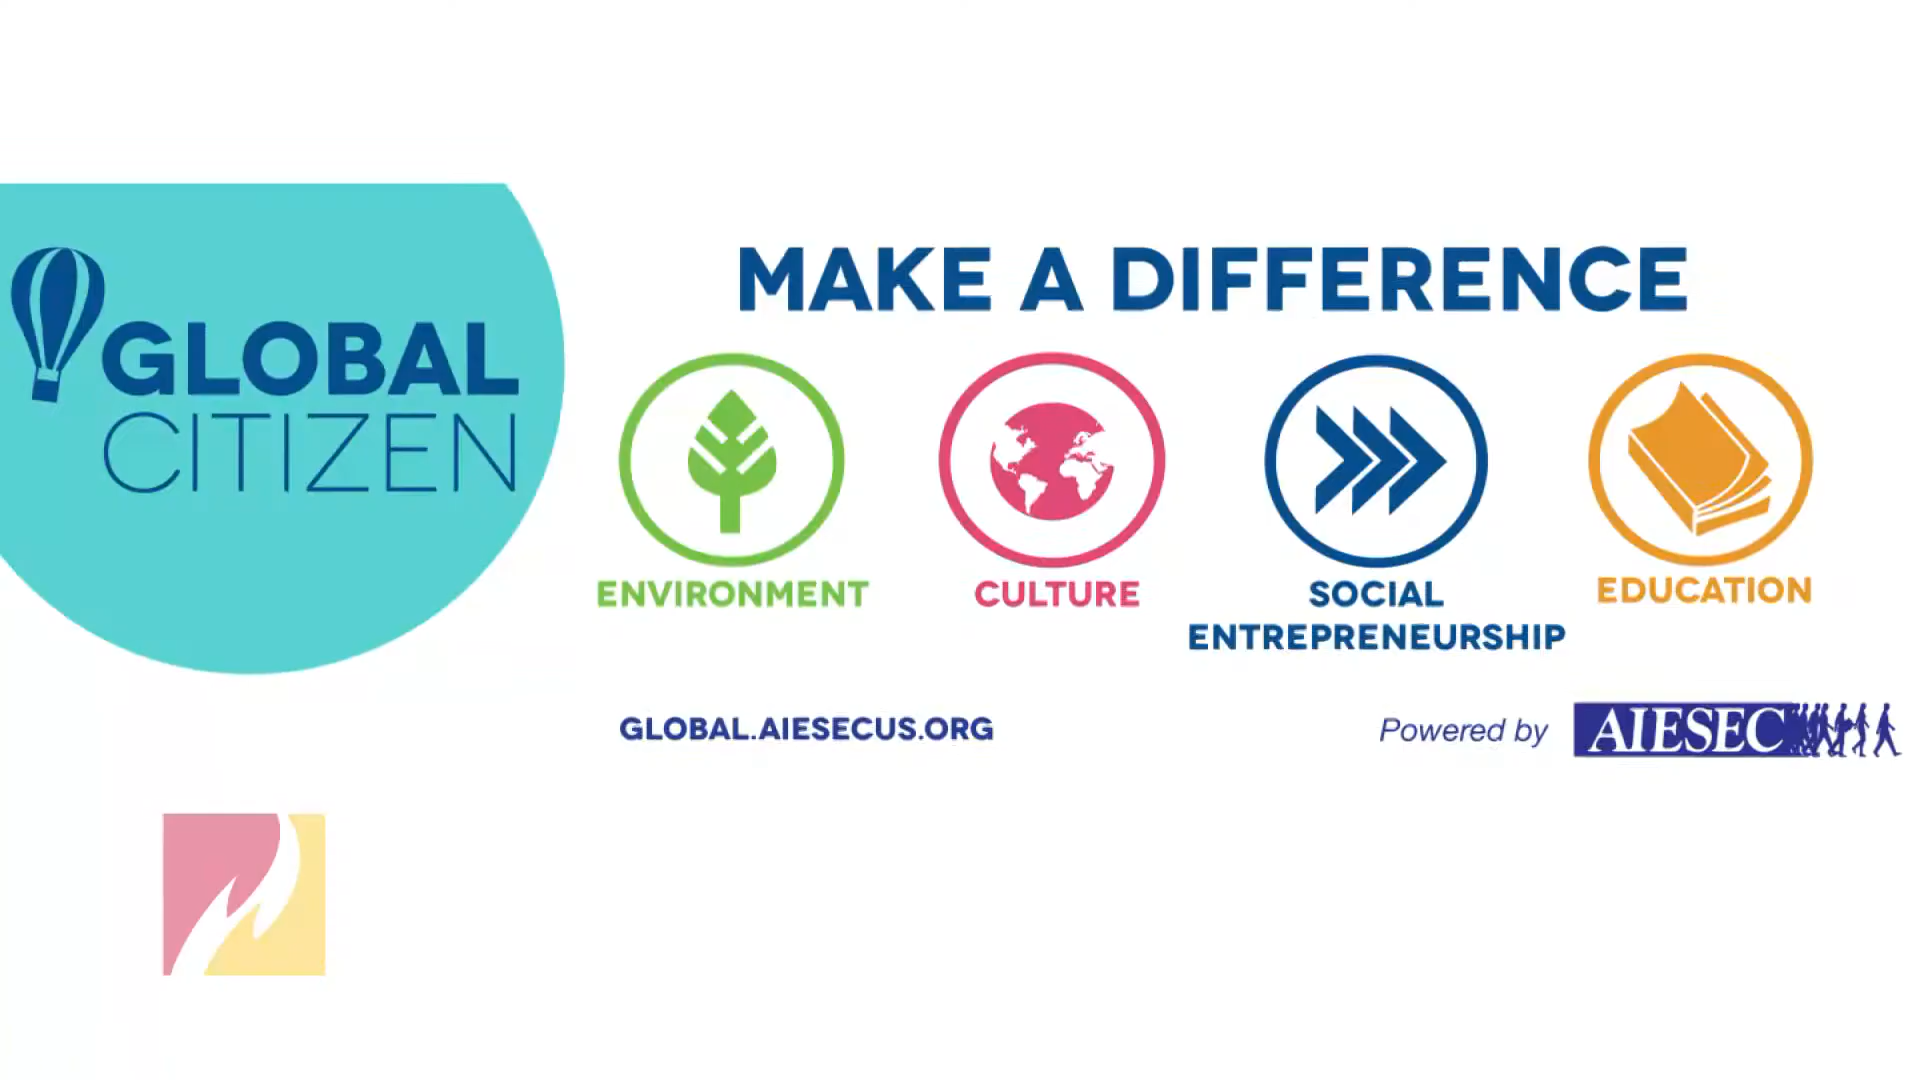 GLOBAL
CITIZEN
MAKE A DIFFERENCE
ENVIRONMENT
CULTURE
SOCIAL
ENTREPRENEURSHIP
EDUCATION
GLOBAL.AIESECUS.ORG
Powered by AIESEC